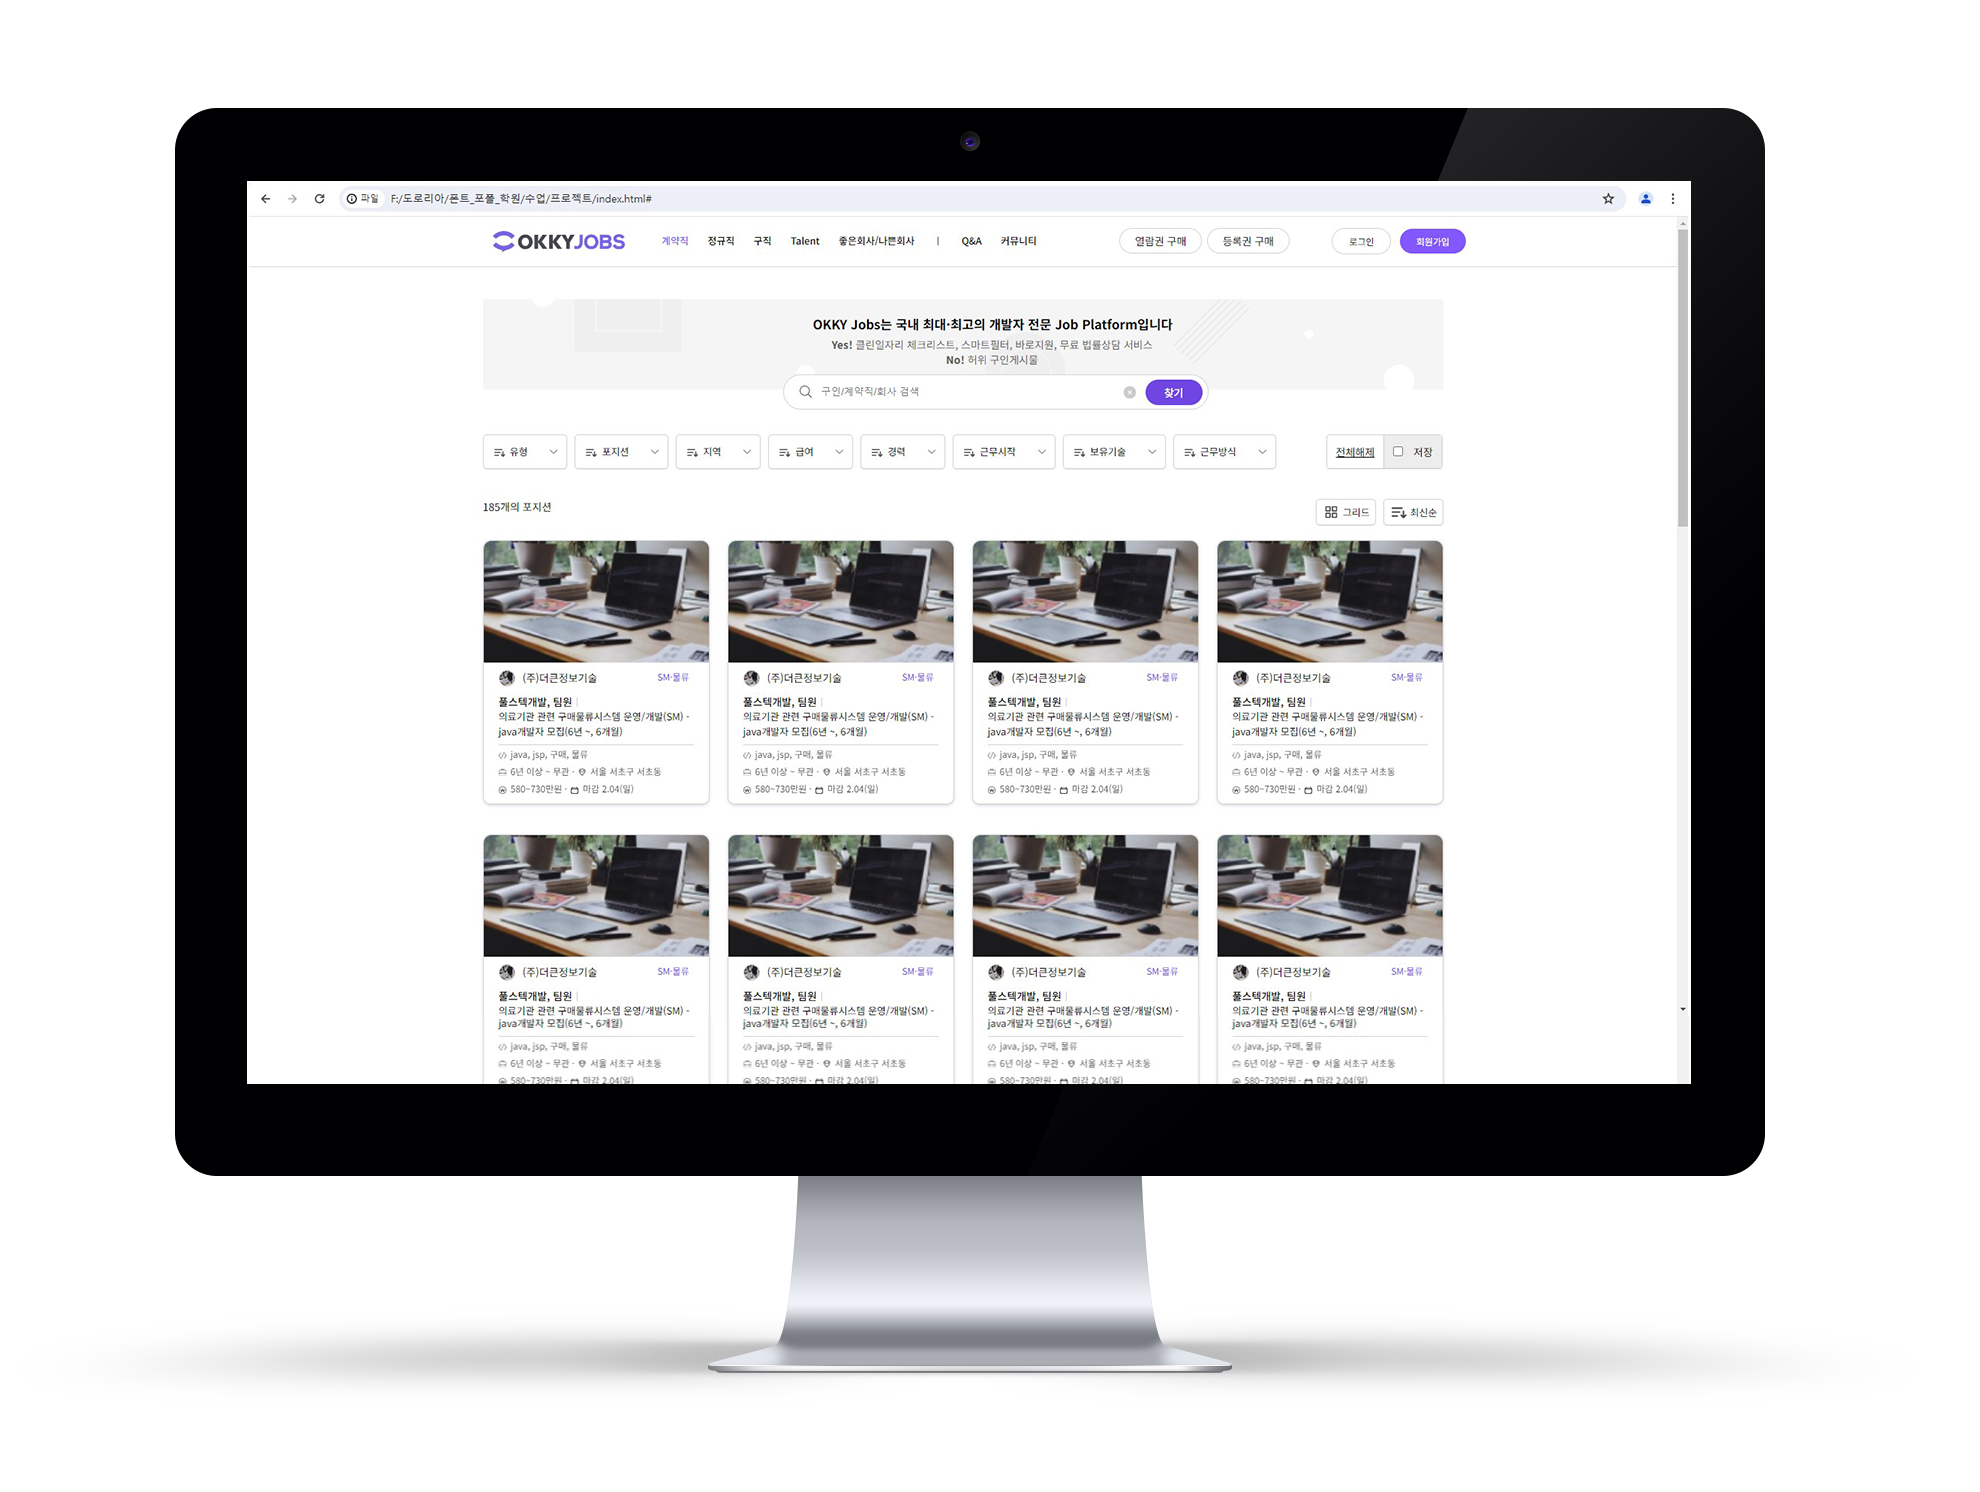 파일 F:/도로리아/폰트_포폴_학원/수업/프로젝트/index.html#
OKKYJOBS 계약직 정규직 구직 Talent 좋은회사/나쁜회사 | Q&A 커뮤니티 열람권 구매 등록권 구매 로그인 회원가입
OKKY Jobs는 국내 최대·최고의 개발자 전문 Job Platform입니다
Yes! 클린일자리 체크리스트, 스마트필터, 바로지원, 무료 법률상담 서비스
No! 허위 구인게시물
구인/계약직/회사 검색 찾기
유형 포지션 지역 급여 경력 근무시작 보유기술 근무방식 전체해제 저장
185개의 포지션 그리드 최신순
(주)더큰정보기술 SM·물류 (주)더큰정보기술 SM·물류 (주)더큰정보기술 SM·물류 (주)더큰정보기술 SM·물류
풀스텍개발, 팀원 | 풀스텍개발, 팀원 | 풀스텍개발, 팀원 | 풀스텍개발, 팀원 |
의료기관 관련 구매물류시스템 운영/개발(SM) - 의료기관 관련 구매물류시스템 운영/개발(SM) - 의료기관 관련 구매물류시스템 운영/개발(SM) - 의료기관 관련 구매물류시스템 운영/개발(SM) -
java개발자 모집(6년 ~, 6개월) java개발자 모집(6년 ~, 6개월) java개발자 모집(6년 ~, 6개월) java개발자 모집(6년 ~, 6개월)
java, jsp, 구매, 물류 java, jsp, 구매, 물류 java, jsp, 구매, 물류 java, jsp, 구매, 물류
6년 이상 ~ 무관 · 서울 서초구 서초동 6년 이상 ~ 무관 · 서울 서초구 서초동 6년 이상 ~ 무관 · 서울 서초구 서초동 6년 이상 ~ 무관 · 서울 서초구 서초동
580~730만원 · 마감 2.04(일) 580~730만원 · 마감 2.04(일) 580~730만원 · 마감 2.04(일) 580~730만원 · 마감 2.04(일)
(주)더큰정보기술 SM·물류 (주)더큰정보기술 SM·물류 (주)더큰정보기술 SM·물류 (주)더큰정보기술 SM·물류
풀스텍개발, 팀원 | 풀스텍개발, 팀원 | 풀스텍개발, 팀원 | 풀스텍개발, 팀원 |
의료기관 관련 구매물류시스템 운영/개발(SM) - 의료기관 관련 구매물류시스템 운영/개발(SM) - 의료기관 관련 구매물류시스템 운영/개발(SM) - 의료기관 관련 구매물류시스템 운영/개발(SM) -
java개발자 모집(6년 ~, 6개월) java개발자 모집(6년 ~, 6개월) java개발자 모집(6년 ~, 6개월) java개발자 모집(6년 ~, 6개월)
java, jsp, 구매, 물류 java, jsp, 구매, 물류 java, jsp, 구매, 물류 java, jsp, 구매, 물류
6년 이상 ~ 무관 · 서울 서초구 서초동 6년 이상 ~ 무관 · 서울 서초구 서초동 6년 이상 ~ 무관 · 서울 서초구 서초동 6년 이상 ~ 무관 · 서울 서초구 서초동
580~730만원 · 마감 2.04(일) 580~730만원 · 마감 2.04(일) 580~730만원 · 마감 2.04(일) 580~730만원 · 마감 2.04(일)